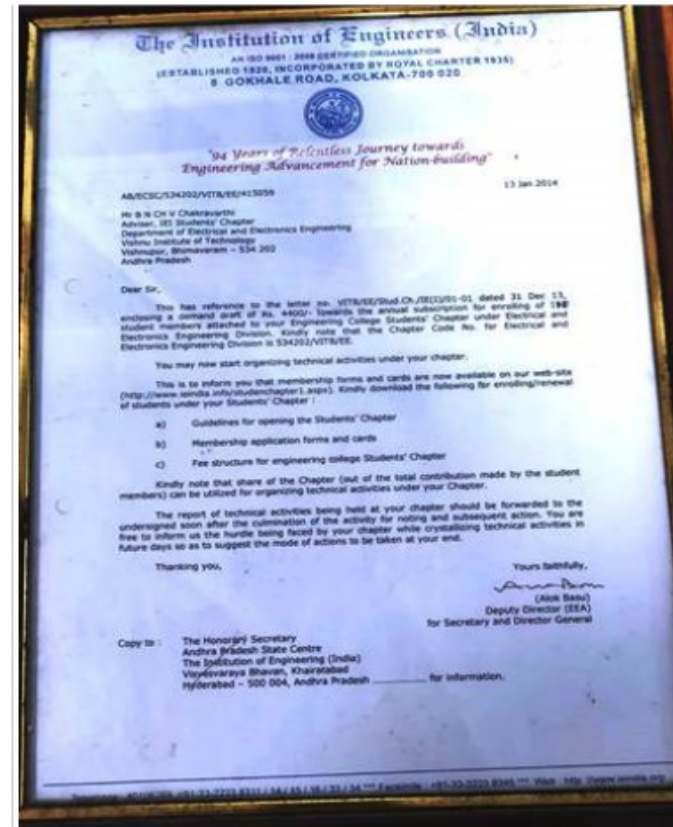 The Institution of Engineers (India)
AN ISO 9001 : 2008 CERTIFIED ORGANISATION
(ESTABLISHED 1920, INCORPORATED BY ROYAL CHARTER 1935)
8 GOKHALE ROAD, KOLKATA-700 020
"94 Years of Relentless Journey towards
Engineering Advancement for Nation-building"
13 Jan 2014
AB/ECSC/534202/VITB/EE/415059
Mr B N CH V Chakravarthi
Adviser, IEI Students' Chapter
Department of Electrical and Electronics Engineering
Vishnu Institute of Technology
Vishnupur, Bhimavaram – 534 202
Andhra Pradesh
Dear Sir,
This has reference to the letter no. VITB/EE/Stud.Ch./IE(I)/01-01 dated 31 Dec 13,
enclosing a demand draft of Rs. 4400/- towards the annual subscription for enrolling of
student members attached to your Engineering College Students' Chapter under Electrical and
Electronics Engineering Division. Kindly note that the Chapter Code No. for Electrical and
Electronics Engineering Division is 534202/VITB/EE.
You may now start organizing technical activities under your chapter.
This is to inform you that membership forms and cards are now available on our web-site
(http://www.ieindia.info/studenchapter1.aspx). Kindly download the following for enrolling/renewal
of students under your Students' Chapter :
a) Guidelines for opening the Students' Chapter
b) Membership application forms and cards
c) Fee structure for engineering college Students' Chapter
Kindly note that share of the Chapter (out of the total contribution made by the student
members) can be utilized for organizing technical activities under your Chapter.
The report of technical activities being held at your chapter should be forwarded to the
undersigned soon after the culmination of the activity for noting and subsequent action. You are
free to inform us the hurdle being faced by your chapter while crystallizing technical activities in
future days so as to suggest the mode of actions to be taken at your end.
Thanking you,
Yours faithfully,
(Alok Basu)
Deputy Director (EEA)
for Secretary and Director General
Copy to : The Honorary Secretary
Andhra Pradesh State Centre
The Institution of Engineering (India)
Visvesvaraya Bhavan, Khairatabad
Hyderabad – 500 004, Andhra Pradesh __________ for information.